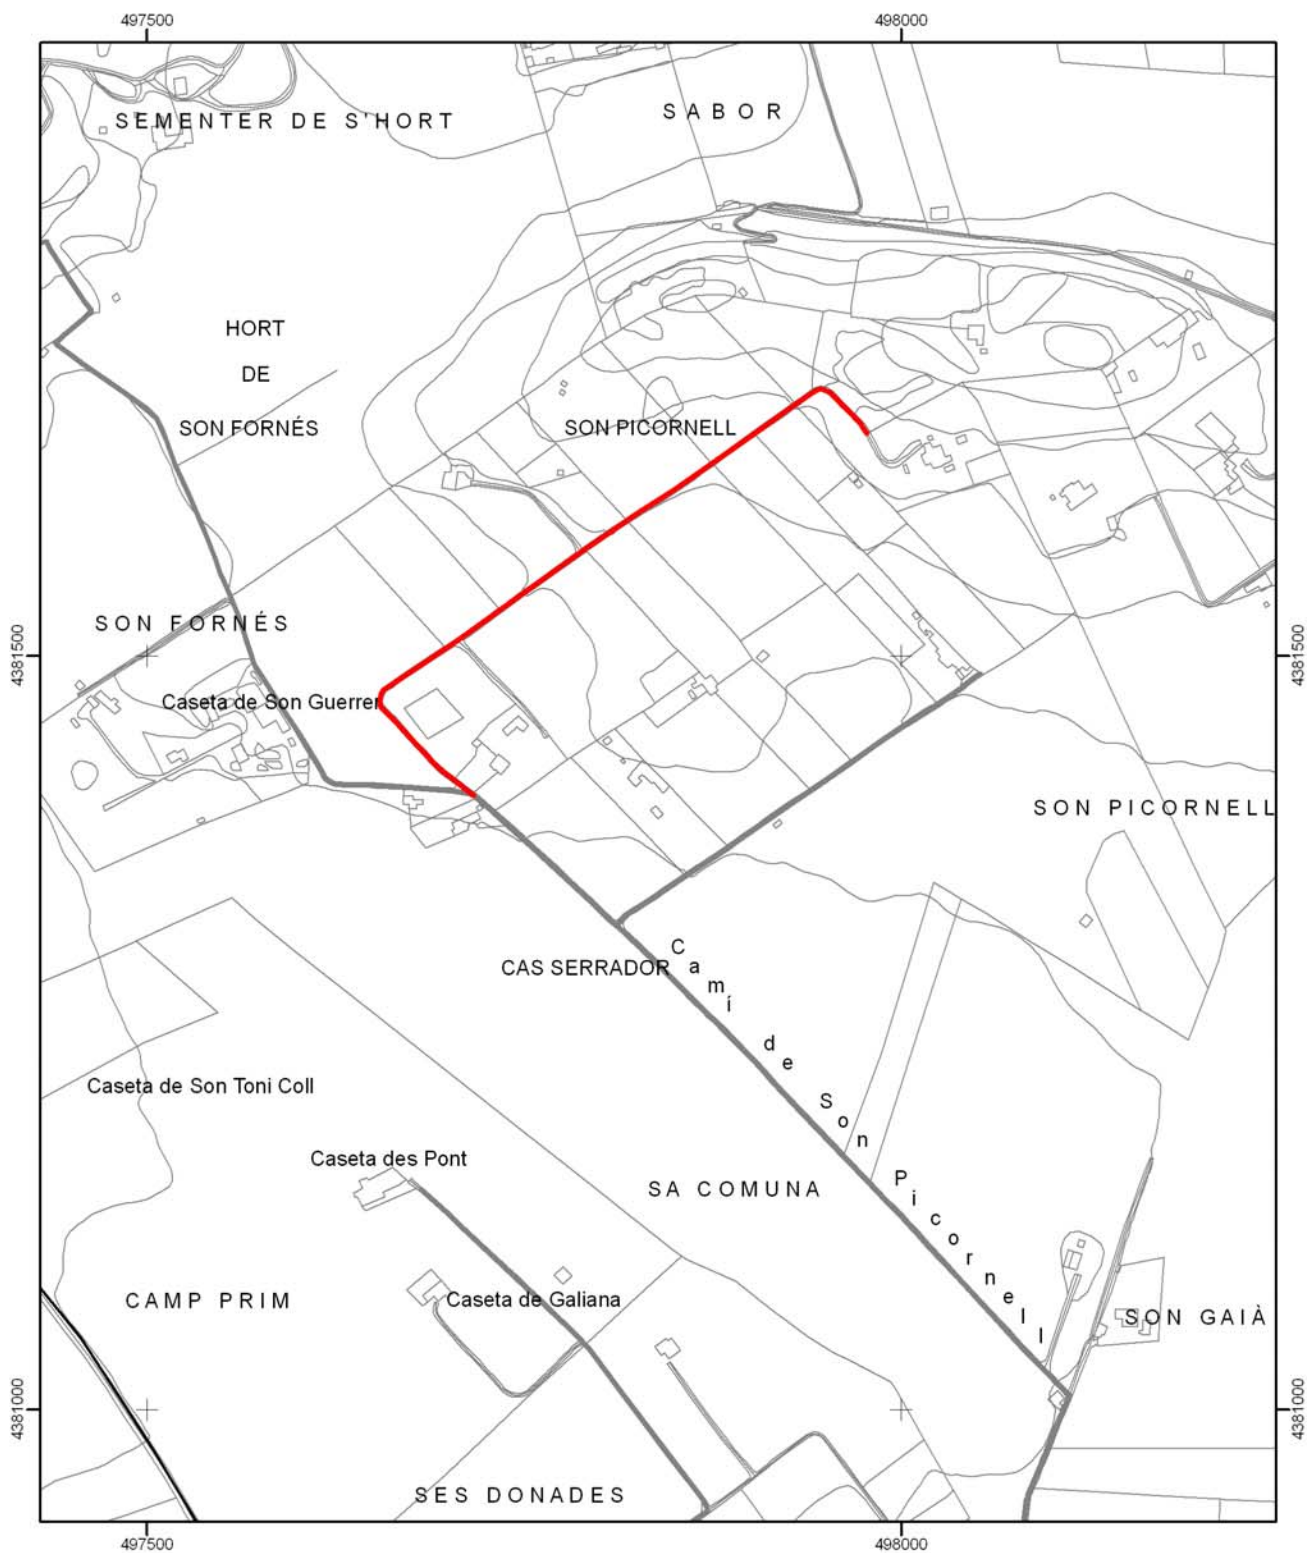 497500 498000
SEMENTER DE S'HORT
SABOR
HORT
DE
SON FORNÉS
SON PICORNELL
SON FORNÉS
4381500
4381500
Caseta de Son Guerrer
SON PICORNELL
CAS SERRADOR
Camí de Son Picornell
Caseta de Son Toni Coll
Caseta des Pont
SA COMUNA
CAMP PRIM
Caseta de Galiana
SON GAIÀ
4381000
4381000
SES DONADES
497500 498000